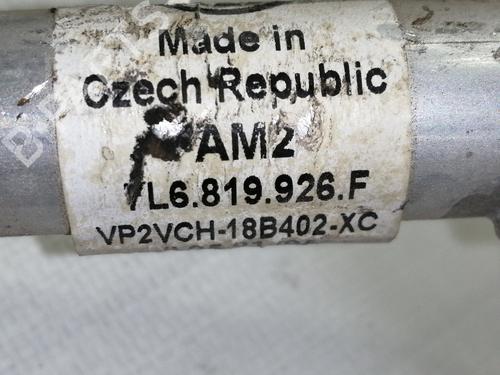 Made in
Czech Republic
AM2
7L6.819.926.F
VP2VCH-18B402-XC